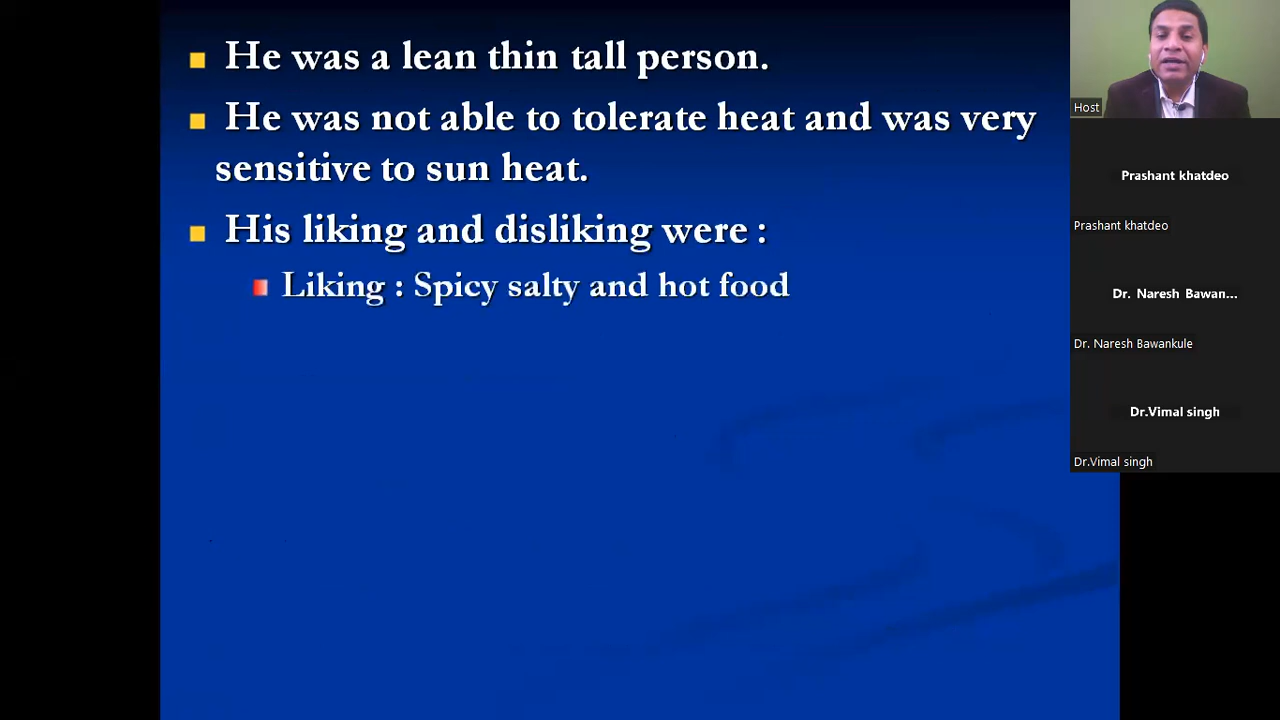 He was a lean thin tall person.
He was not able to tolerate heat and was very
sensitive to sun heat.
His liking and disliking were :
Liking : Spicy salty and hot food
Host
Prashant khatdeo
Prashant khatdeo
Dr. Naresh Bawan...
Dr. Naresh Bawankule
Dr.Vimal singh
Dr.Vimal singh